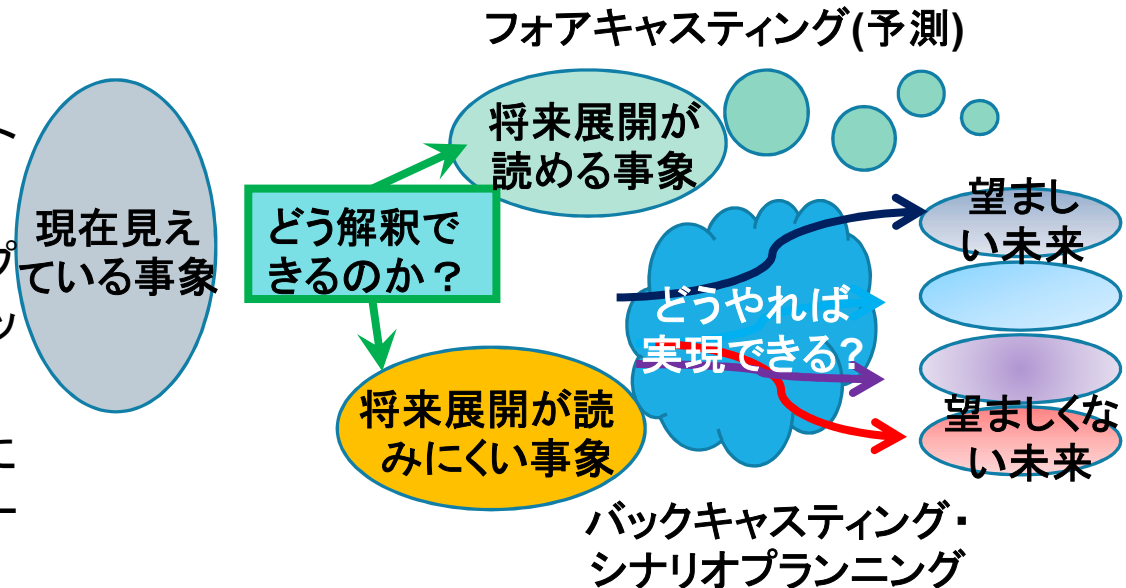 フォアキャスティング(予測)
将来展開が
読める事象
現在見え
ている事象
どう解釈で
きるのか？
望まし
い未来
どうやれば
実現できる?
将来展開が読
みにくい事象
望ましくな
い未来
バックキャスティング・
シナリオプランニング